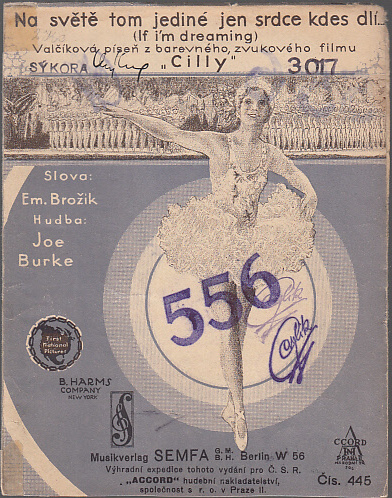 Na světě tom jediné jen srdce kdes dlí...
(If i'm dreaming)
Valčíková píseň z barevného, zvukového filmu
SÝKORA „Cilly" 3017
Slova:
Em. Brožik
Hudba:
Joe
Burke
556
First
National
Pictures
B. HARMS
COMPANY
NEW YORK
Musikverlag SEMFA G.M.B.H. Berlin W 56
Výhradní expedice tohoto vydání pro Č. S. R.
„ACCORD" hudební nakladatelství,
společnost s r. o. v Praze II.
ACCORD
PRAHA
Čís. 445